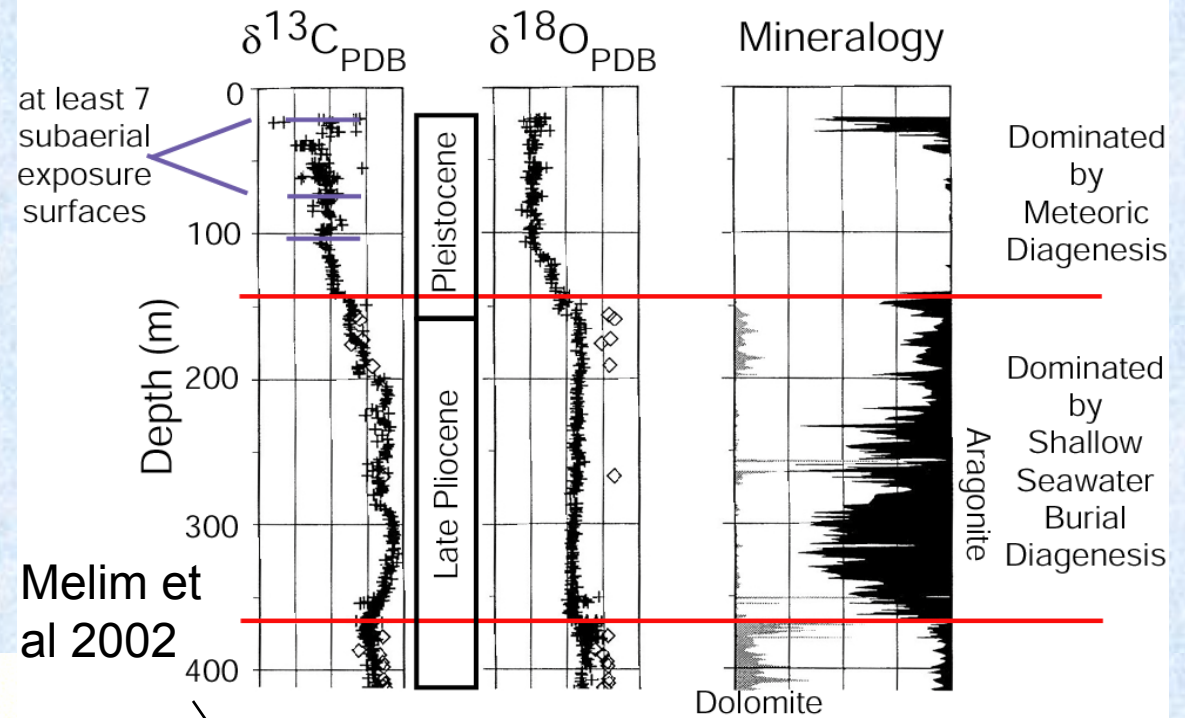 δ13CPDB
δ18OPDB
Mineralogy
at least 7
subaerial
exposure
surfaces
0
100
200
300
400
Depth (m)
Pleistocene
Late Pliocene
Dominated
by
Meteoric
Diagenesis
Dominated
by
Shallow
Seawater
Burial
Diagenesis
Aragonite
Dolomite
Melim et
al 2002